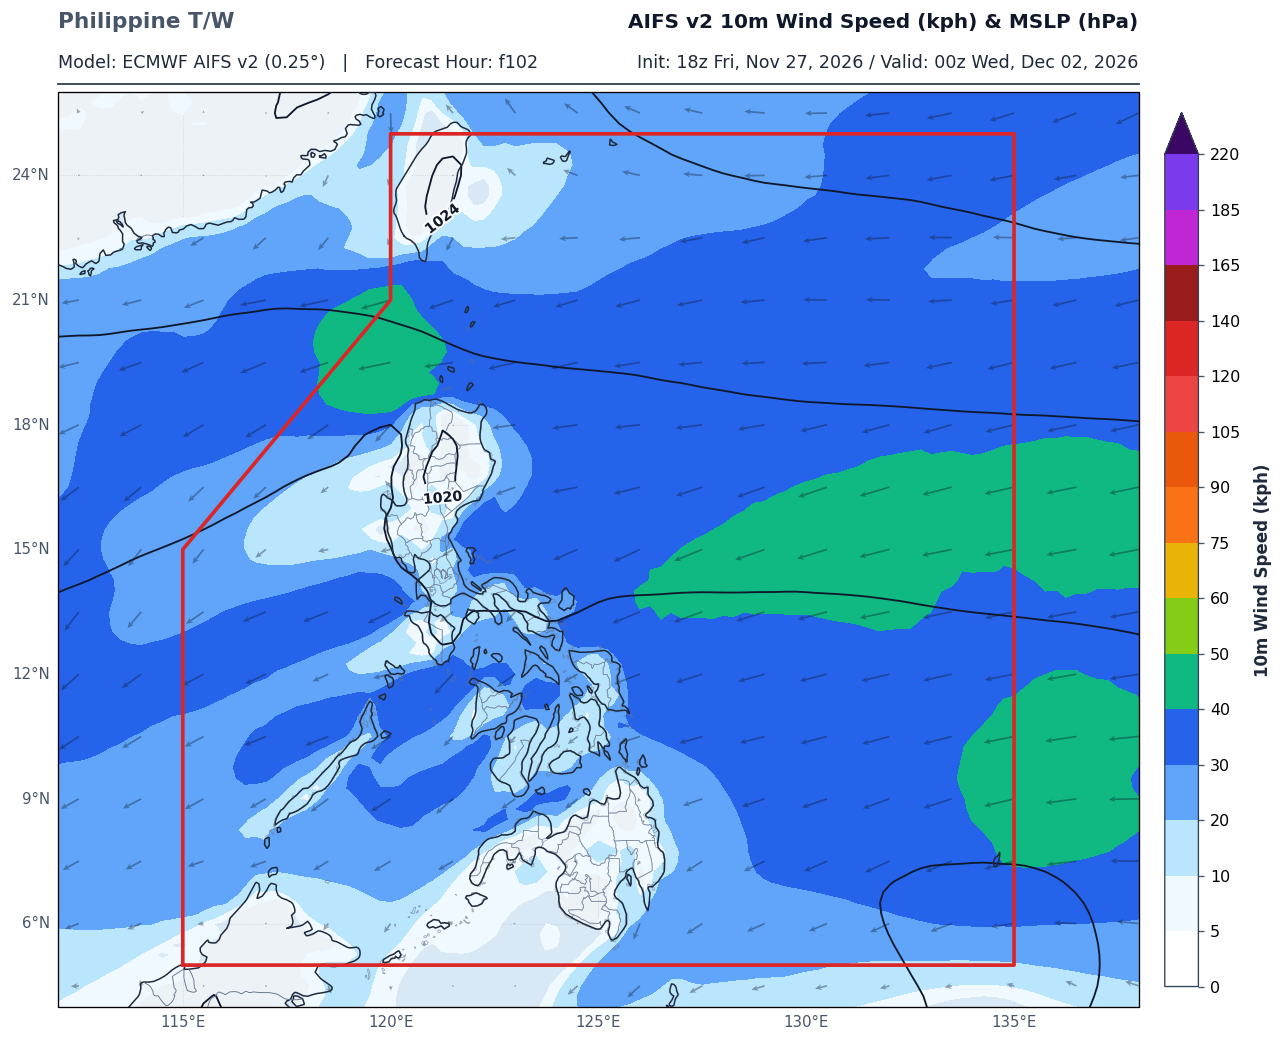 Philippine T/W
AIFS v2 10m Wind Speed (kph) & MSLP (hPa)
Model: ECMWF AIFS v2 (0.25°) | Forecast Hour: f102
Init: 18z Fri, Nov 27, 2026 / Valid: 00z Wed, Dec 02, 2026
24°N
21°N
18°N
15°N
12°N
9°N
6°N
115°E
120°E
125°E
130°E
135°E
1024
1020
220
185
165
140
120
105
90
75
60
50
40
30
20
10
5
0
10m Wind Speed (kph)